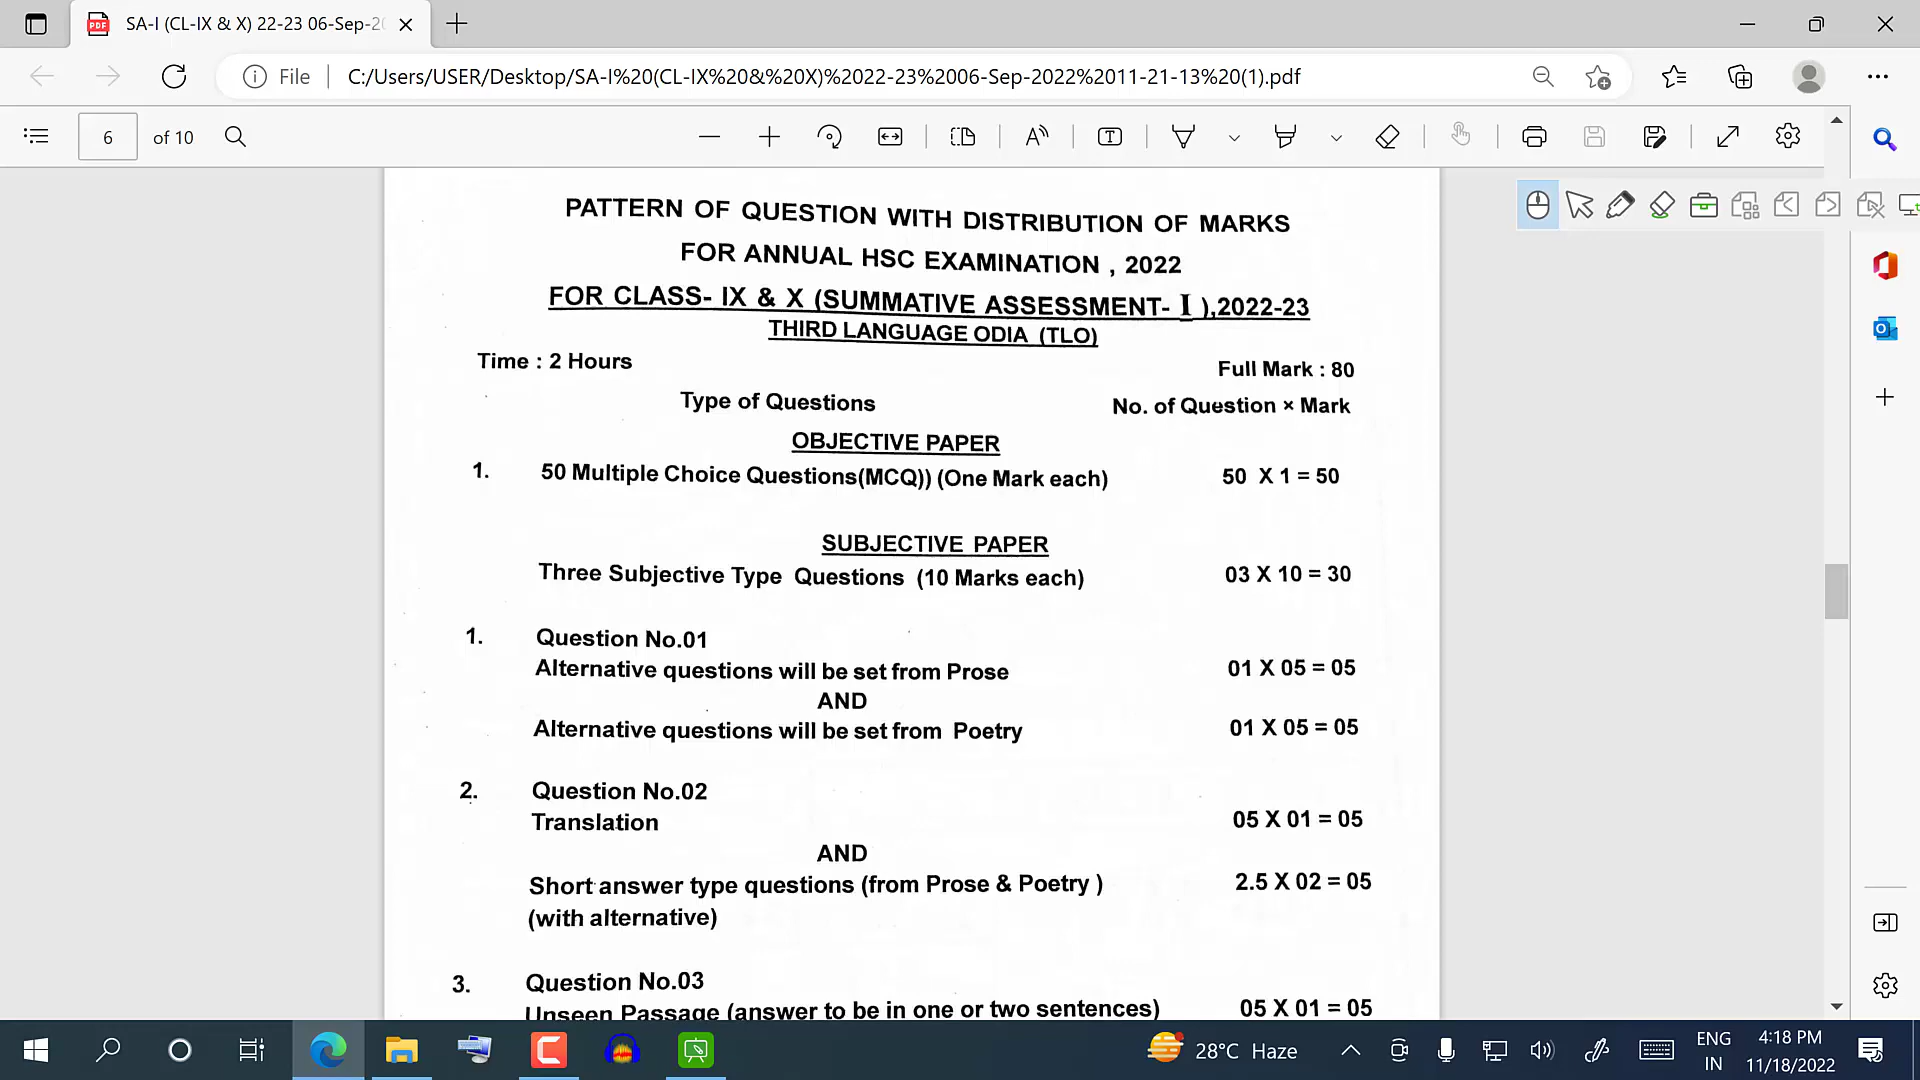 SA-I (CL-IX & X) 22-23 06-Sep-20
File
C:/Users/USER/Desktop/SA-I%20(CL-IX%20&%20X)%2022-23%2006-Sep-2022%2011-21-13%20(1).pdf
6 of 10
PATTERN OF QUESTION WITH DISTRIBUTION OF MARKS
FOR ANNUAL HSC EXAMINATION , 2022
FOR CLASS- IX & X (SUMMATIVE ASSESSMENT- I ),2022-23
THIRD LANGUAGE ODIA (TLO)
Time : 2 Hours Full Mark : 80
Type of Questions No. of Question × Mark
OBJECTIVE PAPER
1. 50 Multiple Choice Questions(MCQ)) (One Mark each) 50 X 1 = 50
SUBJECTIVE PAPER
Three Subjective Type Questions (10 Marks each) 03 X 10 = 30
1. Question No.01
Alternative questions will be set from Prose 01 X 05 = 05
AND
Alternative questions will be set from Poetry 01 X 05 = 05
2. Question No.02
Translation 05 X 01 = 05
AND
Short answer type questions (from Prose & Poetry ) 2.5 X 02 = 05
(with alternative)
3. Question No.03
Unseen Passage (answer to be in one or two sentences) 05 X 01 = 05
28°C Haze
ENG
IN
4:18 PM
11/18/2022